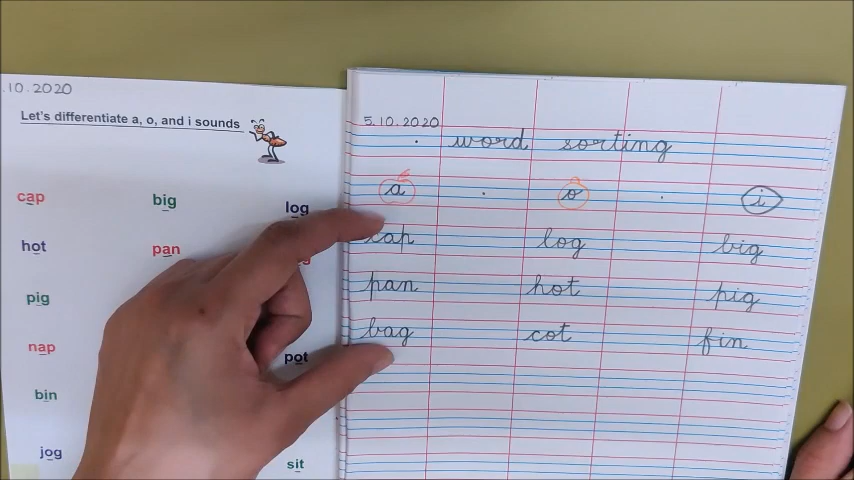 .10.2020
Let's differentiate a, o, and i sounds
cap big log
hot pan
pig
nap pot
bin
jog sit
5.10.2020
word sorting
a o i
cap log big
pan hot pig
bag cot fin